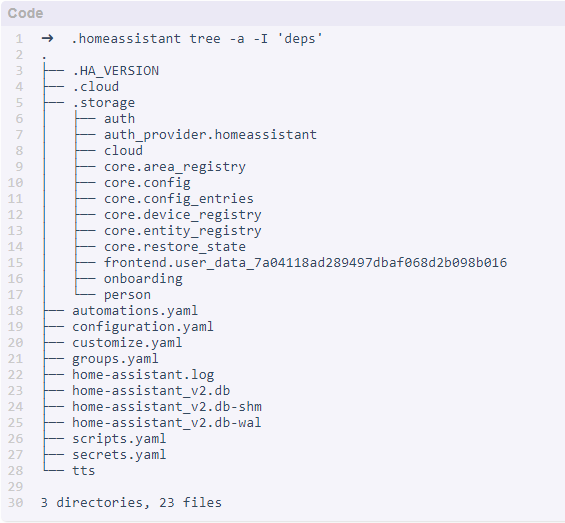 Code
1 ➜  .homeassistant tree -a -I 'deps'
2 .
3 ├── .HA_VERSION
4 ├── .cloud
5 ├── .storage
6 │   ├── auth
7 │   ├── auth_provider.homeassistant
8 │   ├── cloud
9 │   ├── core.area_registry
10 │   ├── core.config
11 │   ├── core.config_entries
12 │   ├── core.device_registry
13 │   ├── core.entity_registry
14 │   ├── core.restore_state
15 │   ├── frontend.user_data_7a04118ad289497dbaf068d2b098b016
16 │   ├── onboarding
17 │   └── person
18 ├── automations.yaml
19 ├── configuration.yaml
20 ├── customize.yaml
21 ├── groups.yaml
22 ├── home-assistant.log
23 ├── home-assistant_v2.db
24 ├── home-assistant_v2.db-shm
25 ├── home-assistant_v2.db-wal
26 ├── scripts.yaml
27 ├── secrets.yaml
28 └── tts
29
30 3 directories, 23 files